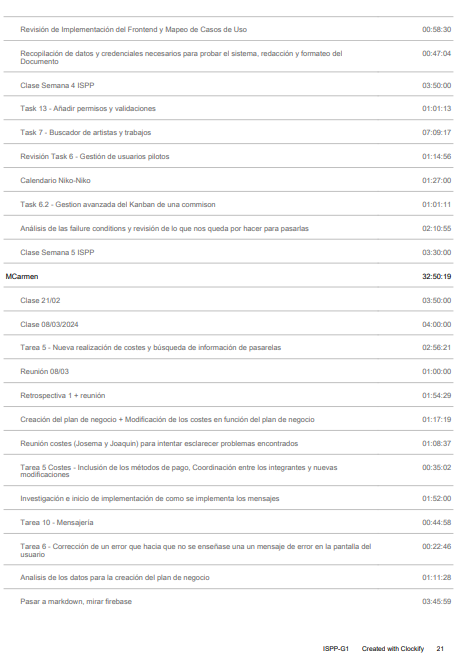 Revisión de Implementación del Frontend y Mapeo de Casos de Uso 00:58:30
Recopilación de datos y credenciales necesarios para probar el sistema, redacción y formateo del 00:47:04
Documento
Clase Semana 4 ISPP 03:50:00
Task 13 - Añadir permisos y validaciones 01:01:13
Task 7 - Buscador de artistas y trabajos 07:09:17
Revisión Task 6 - Gestión de usuarios pilotos 01:14:56
Calendario Niko-Niko 01:27:00
Task 6.2 - Gestion avanzada del Kanban de una commison 01:01:11
Análisis de las failure conditions y revisión de lo que nos queda por hacer para pasarlas 02:10:55
Clase Semana 5 ISPP 03:30:00
MCarmen 32:50:19
Clase 21/02 03:50:00
Clase 08/03/2024 04:00:00
Tarea 5 - Nueva realización de costes y búsqueda de información de pasarelas 02:56:21
Reunión 08/03 01:00:00
Retrospectiva 1 + reunión 01:54:29
Creación del plan de negocio + Modificación de los costes en función del plan de negocio 01:17:19
Reunión costes (Josema y Joaquin) para intentar esclarecer problemas encontrados 01:08:37
Tarea 5 Costes - Inclusión de los métodos de pago, Coordinación entre los integrantes y nuevas 00:35:02
modificaciones
Investigación e inicio de implementación de como se implementa los mensajes 01:52:00
Tarea 10 - Mensajería 00:44:58
Tarea 6 - Corrección de un error que hacia que no se enseñase una un mensaje de error en la pantalla del 00:22:46
usuario
Analisis de los datos para la creación del plan de negocio 01:11:28
Pasar a markdown, mirar firebase 03:45:59
ISPP-G1 Created with Clockify 21